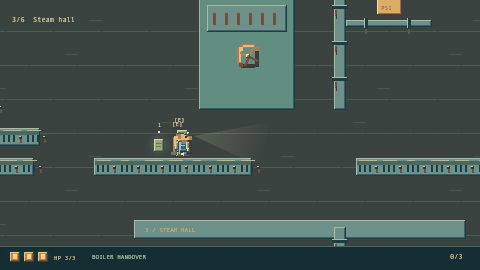 3/6 Steam hall
PSI
[E]
1 [E]
3 / STEAM HALL
HP 3/3 BOILER HANDOVER 0/3